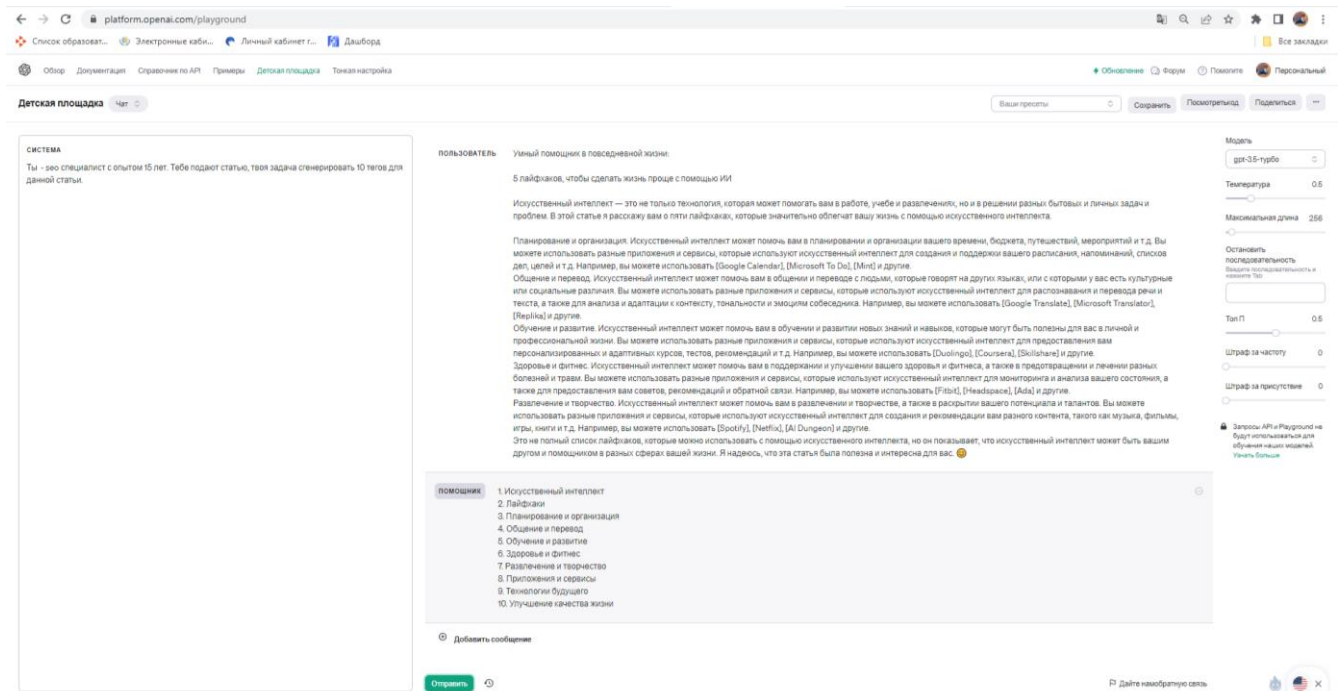 platform.openai.com/playground
Список образоват...
Электронные каби...
Личный кабинет г...
Дашборд
Все закладки
Обзор
Документация
Справочник по API
Примеры
Детская площадка
Тонкая настройка
Обновление
Форум
Помогите
Персональный
Детская площадка
Чат
Ваши пресеты
Сохранить
Посмотретькод
Поделиться
СИСТЕМА
Ты - seo специалист с опытом 15 лет. Тебе подают статью, твоя задача сгенерировать 10 тегов для
данной статьи.
ПОЛЬЗОВАТЕЛЬ
Умный помощник в повседневной жизни:
5 лайфхаков, чтобы сделать жизнь проще с помощью ИИ
Искусственный интеллект — это не только технология, которая может помогать вам в работе, учебе и развлечениях, но и в решении разных бытовых и личных задач и
проблем. В этой статье я расскажу вам о пяти лайфхаках, которые значительно облегчат вашу жизнь с помощью искусственного интеллекта.
Планирование и организация. Искусственный интеллект может помочь вам в планировании и организации вашего времени, бюджета, путешествий, мероприятий и т.д. Вы
можете использовать разные приложения и сервисы, которые используют искусственный интеллект для создания и поддержки вашего расписания, напоминаний, списков
дел, целей и т.д. Например, вы можете использовать [Google Calendar], [Microsoft To Do], [Mint] и другие.
Общение и перевод. Искусственный интеллект может помочь вам в общении и переводе с людьми, которые говорят на других языках, или с которыми у вас есть культурные
или социальные различия. Вы можете использовать разные приложения и сервисы, которые используют искусственный интеллект для распознавания и перевода речи и
текста, а также для анализа и адаптации к контексту, тональности и эмоциям собеседника. Например, вы можете использовать [Google Translate], [Microsoft Translator],
[Replika] и другие.
Обучение и развитие. Искусственный интеллект может помочь вам в обучении и развитии новых знаний и навыков, которые могут быть полезны для вас в личной и
профессиональной жизни. Вы можете использовать разные приложения и сервисы, которые используют искусственный интеллект для предоставления вам
персонализированных и адаптивных курсов, тестов, рекомендаций и т.д. Например, вы можете использовать [Duolingo], [Coursera], [Skillshare] и другие.
Здоровье и фитнес. Искусственный интеллект может помочь вам в поддержании и улучшении вашего здоровья и фитнеса, а также в предотвращении и лечении разных
болезней и травм. Вы можете использовать разные приложения и сервисы, которые используют искусственный интеллект для мониторинга и анализа вашего состояния, а
также для предоставления вам советов, рекомендаций и обратной связи. Например, вы можете использовать [Fitbit], [Headspace], [Ada] и другие.
Развлечение и творчество. Искусственный интеллект может помочь вам в развлечении и творчестве, а также в раскрытии вашего потенциала и талантов. Вы можете
использовать разные приложения и сервисы, которые используют искусственный интеллект для создания и рекомендации вам разного контента, такого как музыка, фильмы,
игры, книги и т.д. Например, вы можете использовать [Spotify], [Netflix], [AI Dungeon] и другие.
Это не полный список лайфхаков, которые можно использовать с помощью искусственного интеллекта, но он показывает, что искусственный интеллект может быть вашим
другом и помощником в разных сферах вашей жизни. Я надеюсь, что эта статья была полезна и интересна для вас. 😊
ПОМОЩНИК
1. Искусственный интеллект
2. Лайфхаки
3. Планирование и организация
4. Общение и перевод
5. Обучение и развитие
6. Здоровье и фитнес
7. Развлечение и творчество
8. Приложения и сервисы
9. Технологии будущего
10. Улучшение качества жизни
Добавить сообщение
Отправить
Дайте намобратную связь
Модель
gpt-3.5-турбо
Температура 0.5
Максимальная длина 256
Остановить
последовательность
Введите последовательность и
нажмите Tab
Топ П 0.5
Штраф за частоту 0
Штраф за присутствие 0
Запросы API и Playground не
будут использоваться для
обучения наших моделей.
Узнать больше